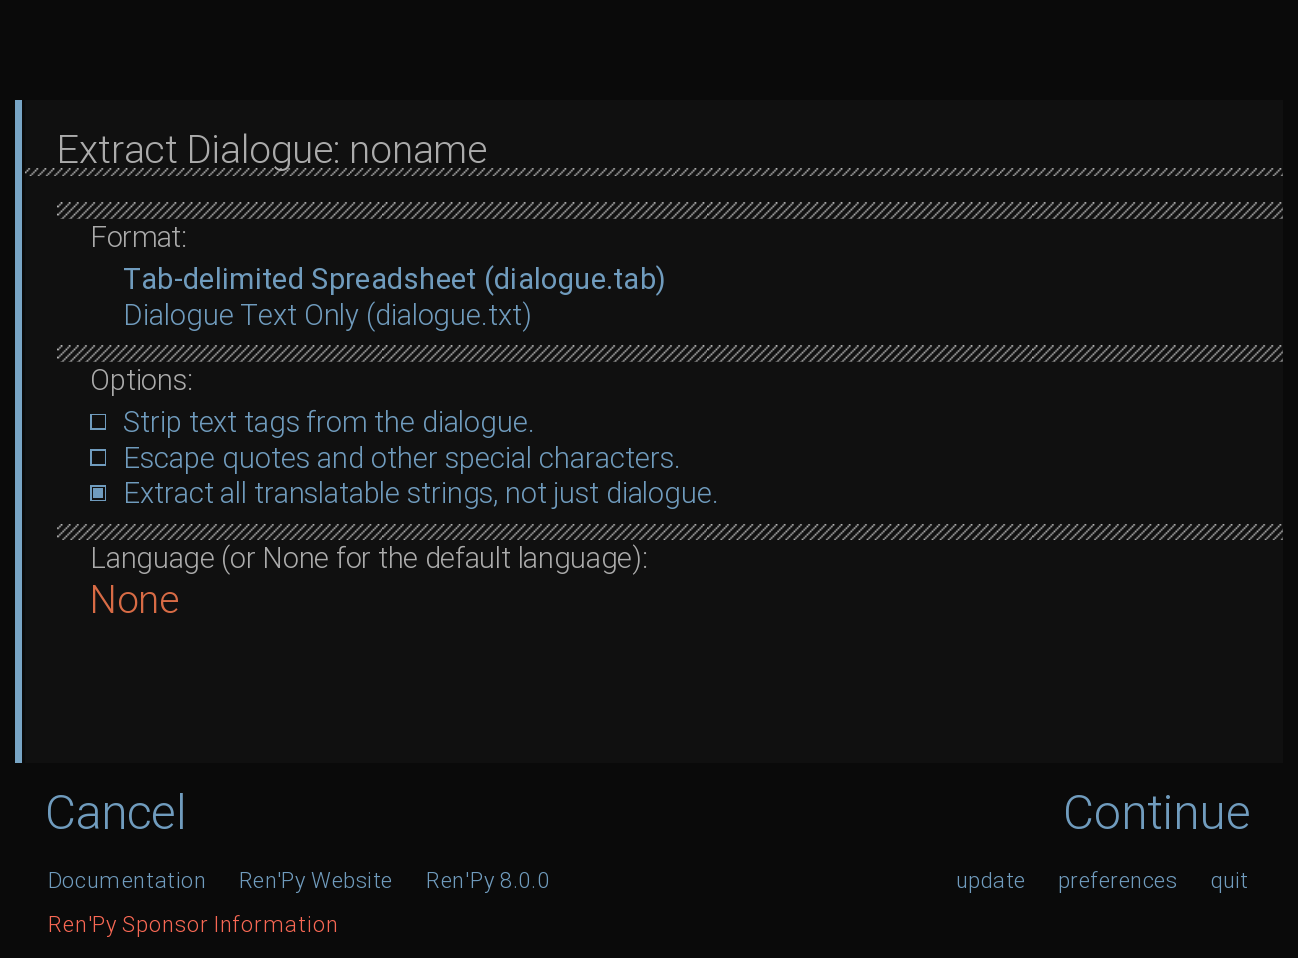 Extract Dialogue: noname
Format:
Tab-delimited Spreadsheet (dialogue.tab)
Dialogue Text Only (dialogue.txt)
Options:
Strip text tags from the dialogue.
Escape quotes and other special characters.
Extract all translatable strings, not just dialogue.
Language (or None for the default language):
None
Cancel Continue
Documentation Ren'Py Website Ren'Py 8.0.0 update preferences quit
Ren'Py Sponsor Information